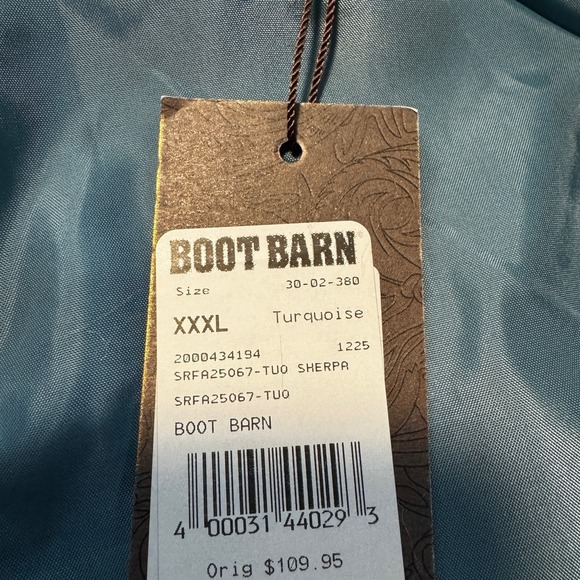 BOOT BARN
Size 30-02-380
XXXL Turquoise
2000434194 1225
SRFA25067-TUO SHERPA
SRFA25067-TUO
BOOT BARN
4 00031 44029 3
Orig $109.95